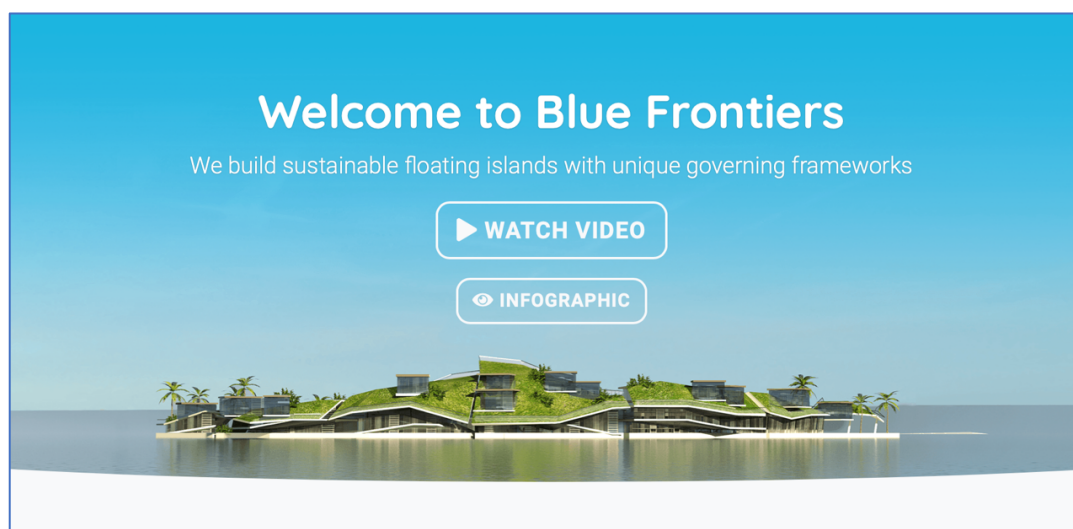 Welcome to Blue Frontiers
We build sustainable floating islands with unique governing frameworks
WATCH VIDEO
INFOGRAPHIC